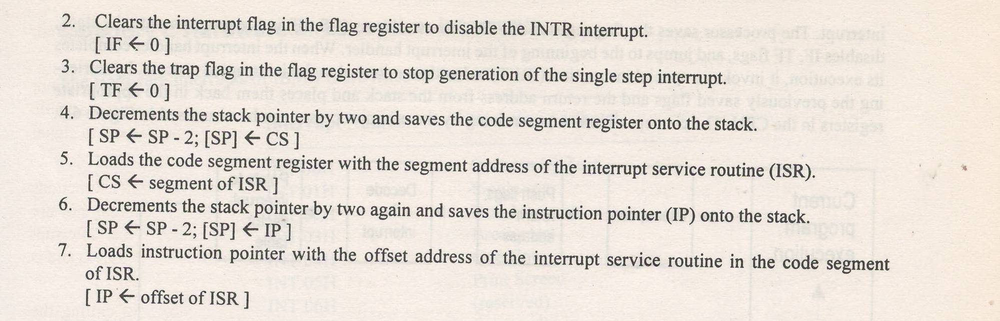 2. Clears the interrupt flag in the flag register to disable the INTR interrupt.
[ IF ← 0 ]
3. Clears the trap flag in the flag register to stop generation of the single step interrupt.
[ TF ← 0 ]
4. Decrements the stack pointer by two and saves the code segment register onto the stack.
[ SP ← SP - 2; [SP] ← CS ]
5. Loads the code segment register with the segment address of the interrupt service routine (ISR).
[ CS ← segment of ISR ]
6. Decrements the stack pointer by two again and saves the instruction pointer (IP) onto the stack.
[ SP ← SP - 2; [SP] ← IP ]
7. Loads instruction pointer with the offset address of the interrupt service routine in the code segment
of ISR.
[ IP ← offset of ISR ]